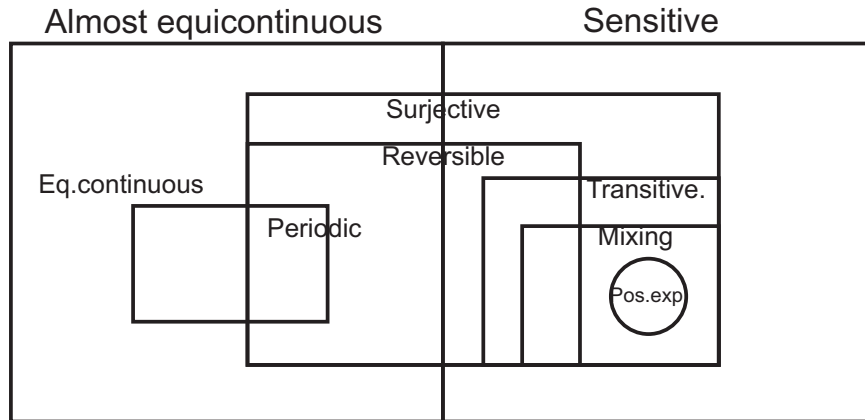 Almost equicontinuous
Sensitive
Surjective
Reversible
Eq.continuous
Transitive.
Periodic
Mixing
Pos.exp